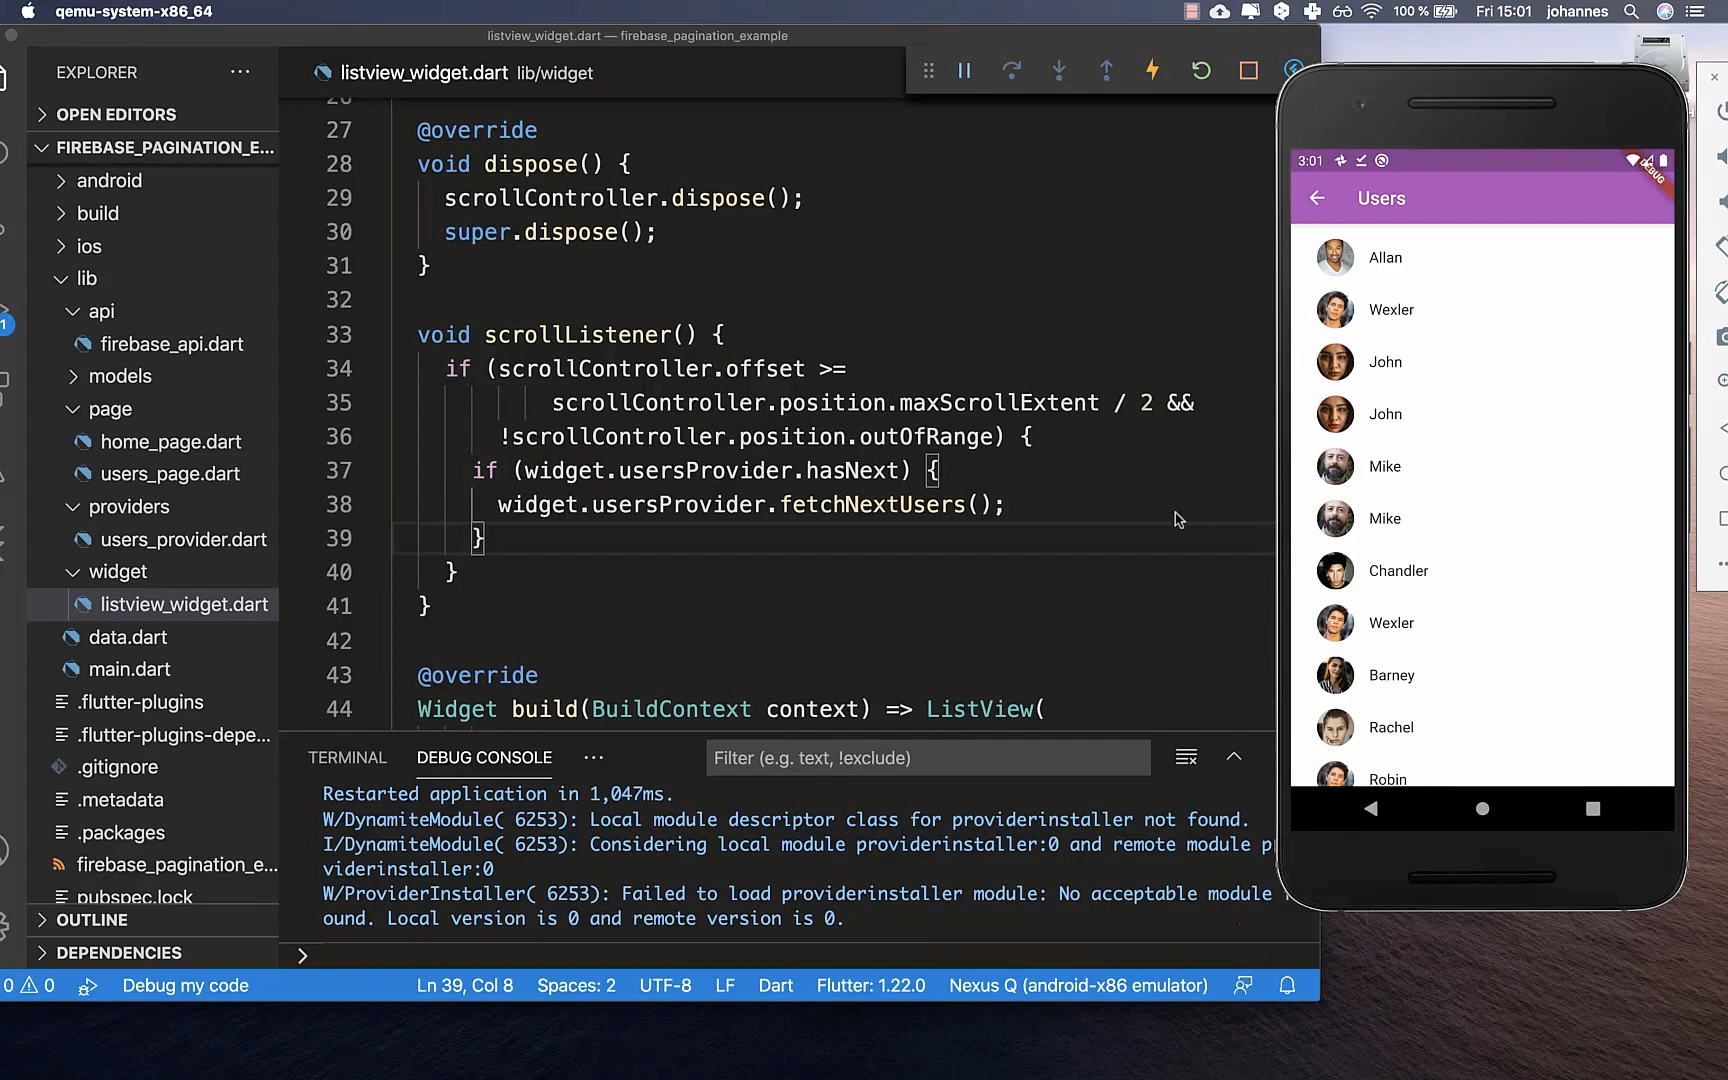 qemu-system-x86_64
100 % Fri 15:01 johannes
listview_widget.dart — firebase_pagination_example
EXPLORER
OPEN EDITORS
FIREBASE_PAGINATION_E...
android
build
ios
lib
api
firebase_api.dart
models
page
home_page.dart
users_page.dart
providers
users_provider.dart
widget
listview_widget.dart
data.dart
main.dart
.flutter-plugins
.flutter-plugins-depe...
.gitignore
.metadata
.packages
firebase_pagination_e...
pubspec.lock
OUTLINE
DEPENDENCIES
1
listview_widget.dart lib/widget
26
27 @override
28 void dispose() {
29 scrollController.dispose();
30 super.dispose();
31 }
32
33 void scrollListener() {
34 if (scrollController.offset >=
35 scrollController.position.maxScrollExtent / 2 &&
36 !scrollController.position.outOfRange) {
37 if (widget.usersProvider.hasNext) {
38 widget.usersProvider.fetchNextUsers();
39 }
40 }
41 }
42
43 @override
44 Widget build(BuildContext context) => ListView(
TERMINAL DEBUG CONSOLE ... Filter (e.g. text, !exclude)
Restarted application in 1,047ms.
W/DynamiteModule( 6253): Local module descriptor class for providerinstaller not found.
I/DynamiteModule( 6253): Considering local module providerinstaller:0 and remote module p
viderinstaller:0
W/ProviderInstaller( 6253): Failed to load providerinstaller module: No acceptable module
ound. Local version is 0 and remote version is 0.
0 0 Debug my code Ln 39, Col 8 Spaces: 2 UTF-8 LF Dart Flutter: 1.22.0 Nexus Q (android-x86 emulator)
3:01
DEBUG
Users
Allan
Wexler
John
John
Mike
Mike
Chandler
Wexler
Barney
Rachel
Robin